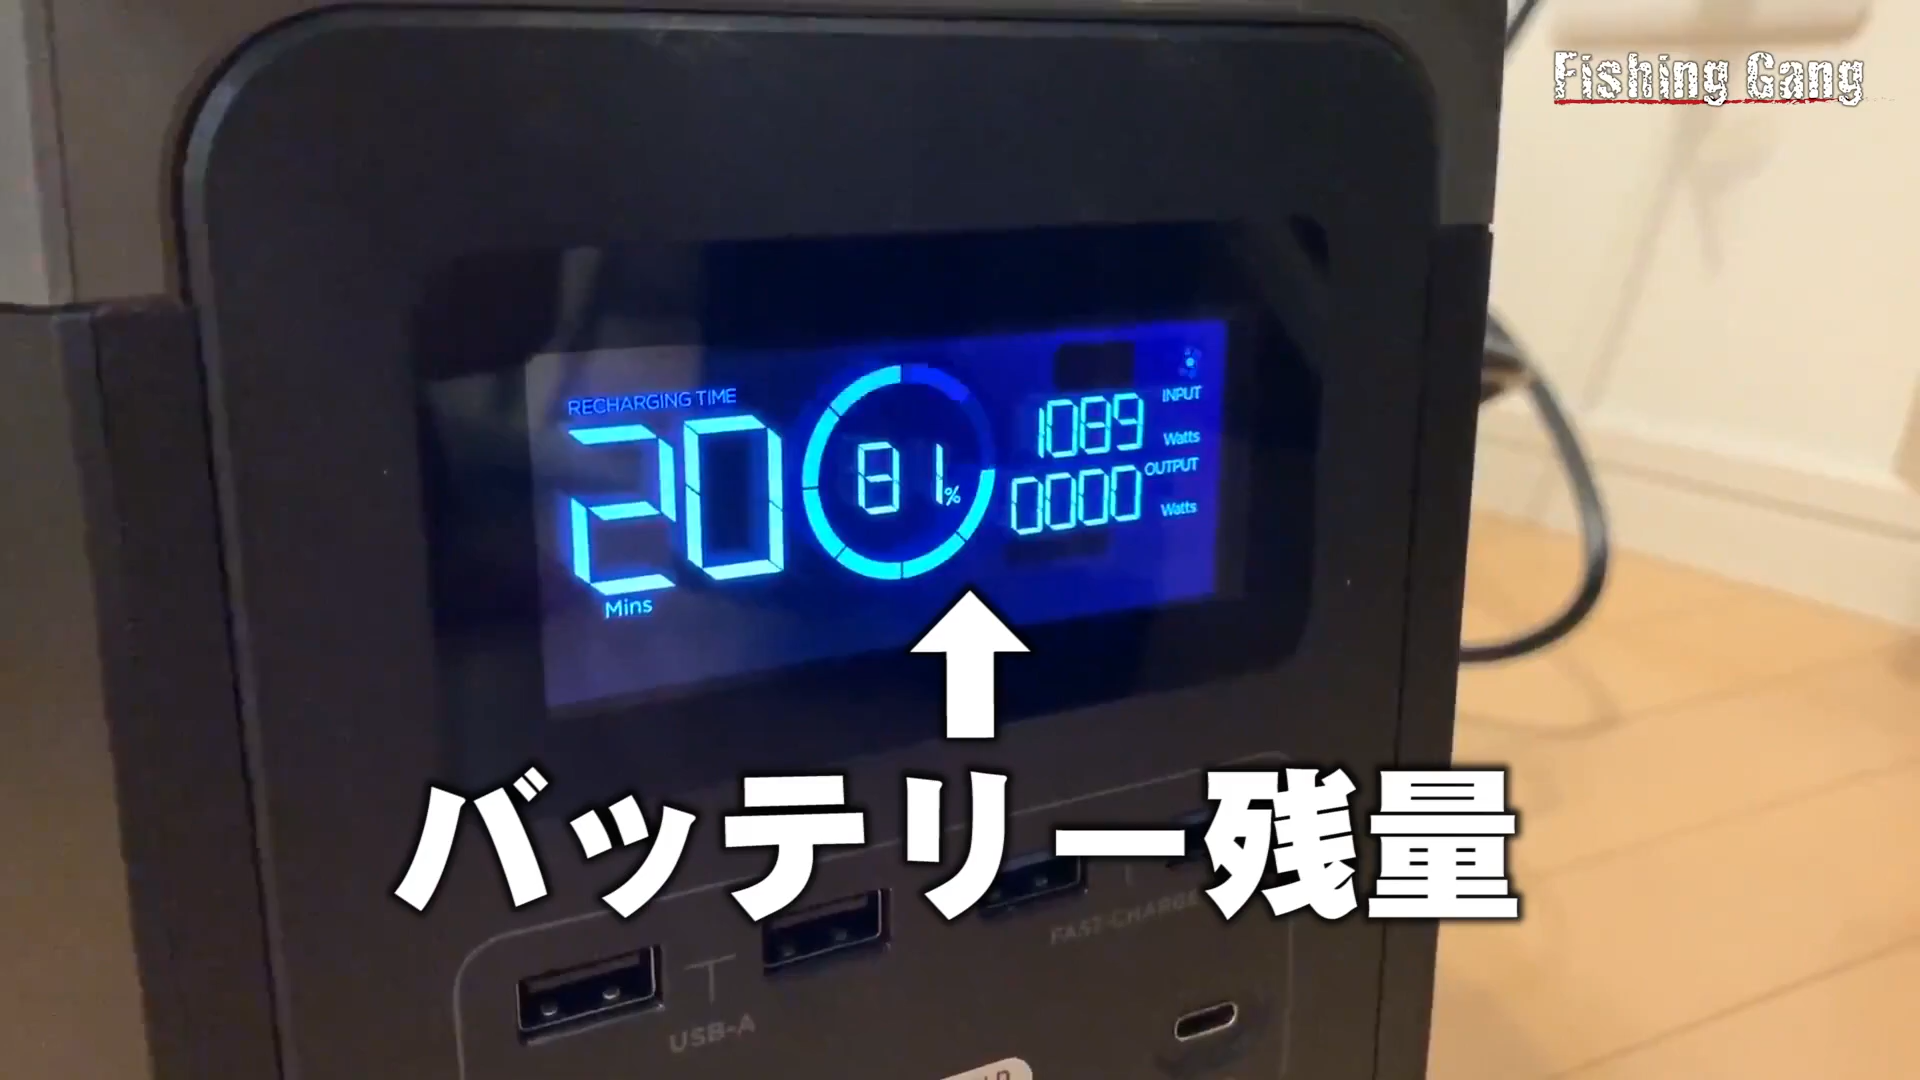 Fishing Gang
RECHARGING TIME
20
Mins
81%
INPUT
1089
Watts
OUTPUT
0000
Watts
バッテリー残量
FAST-CHARGE
USB-A